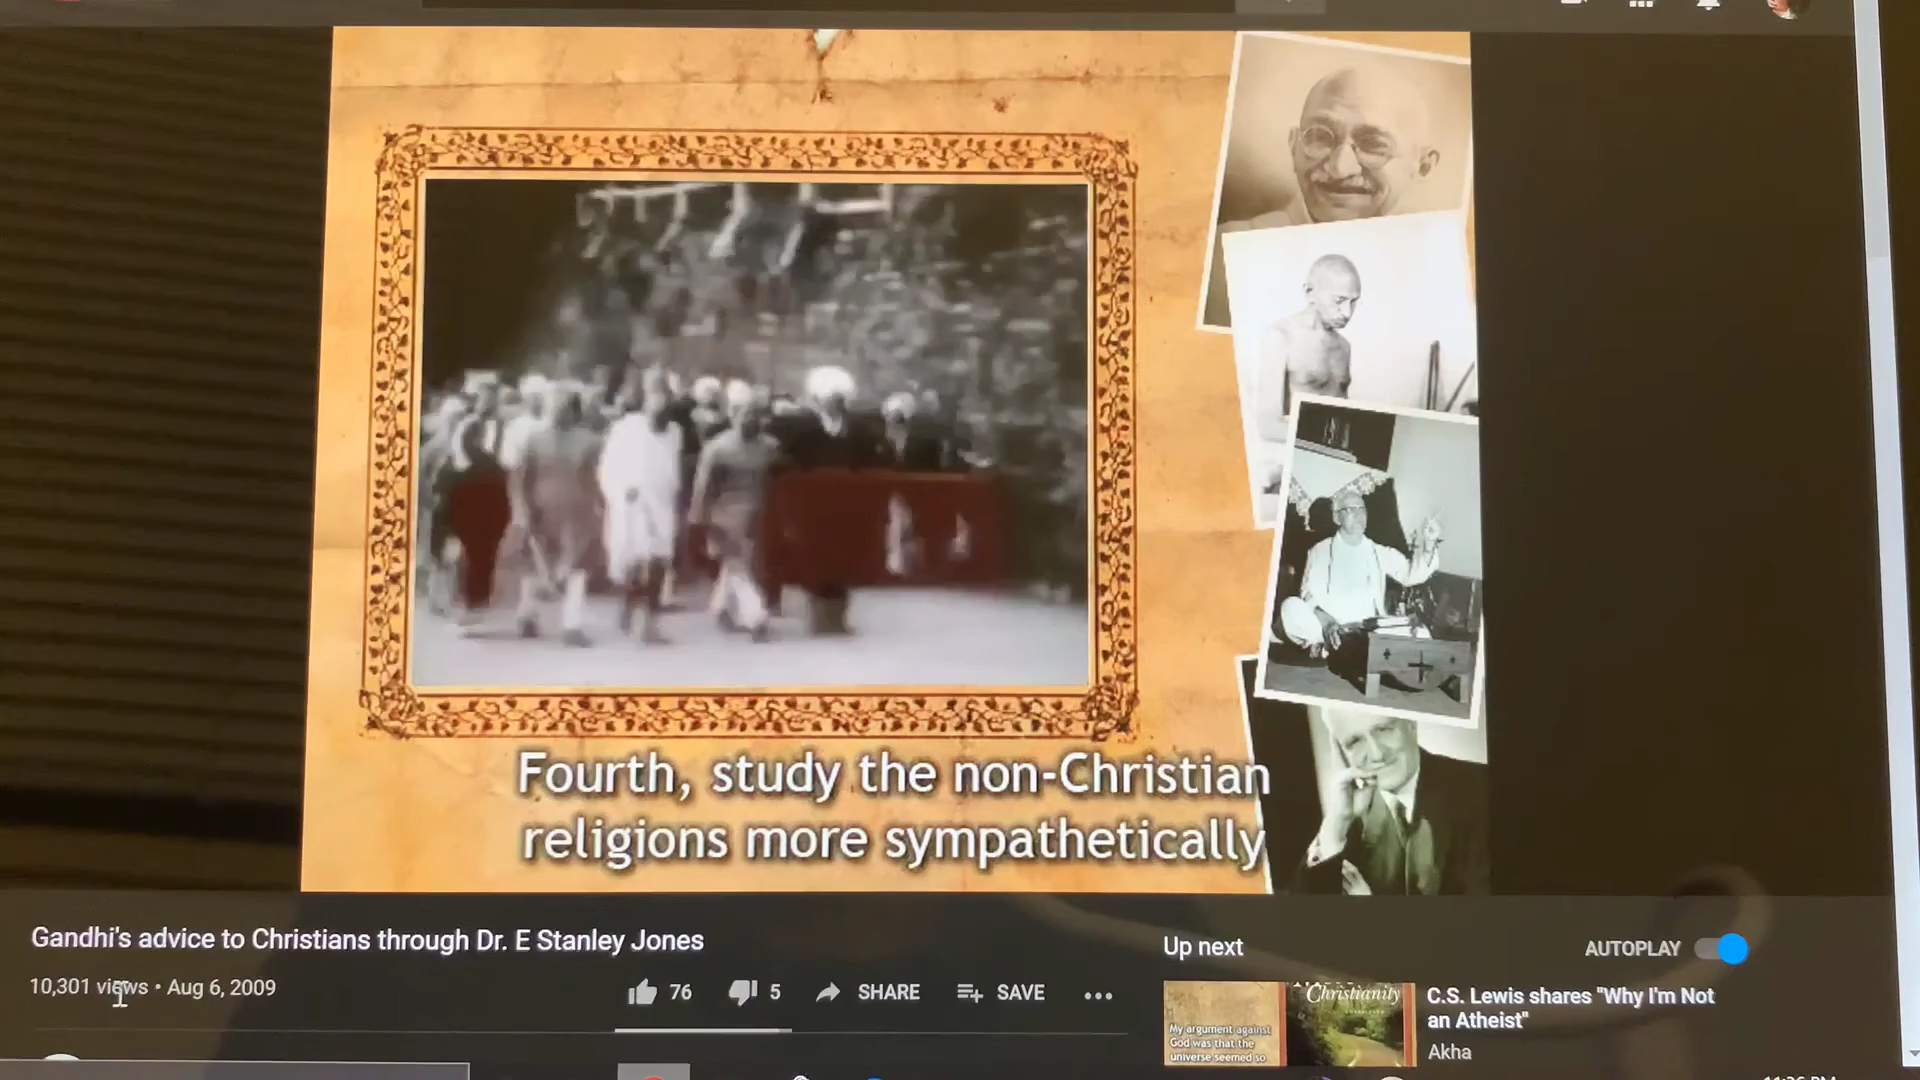 Fourth, study the non-Christian
religions more sympathetically
Gandhi's advice to Christians through Dr. E Stanley Jones
10,301 views • Aug 6, 2009
76
5
SHARE
SAVE
Up next
AUTOPLAY
My argument against
God was that the
universe seemed so
Christianity
C.S. Lewis shares "Why I'm Not
an Atheist"
Akha